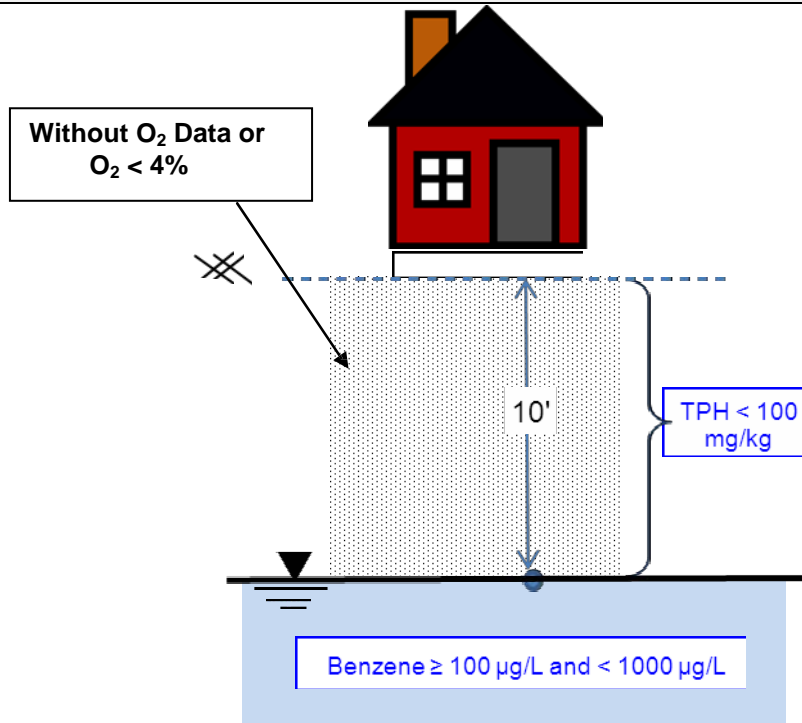 Without O₂ Data or
O₂ < 4%
10'
TPH < 100
mg/kg
Benzene ≥ 100 µg/L and < 1000 µg/L